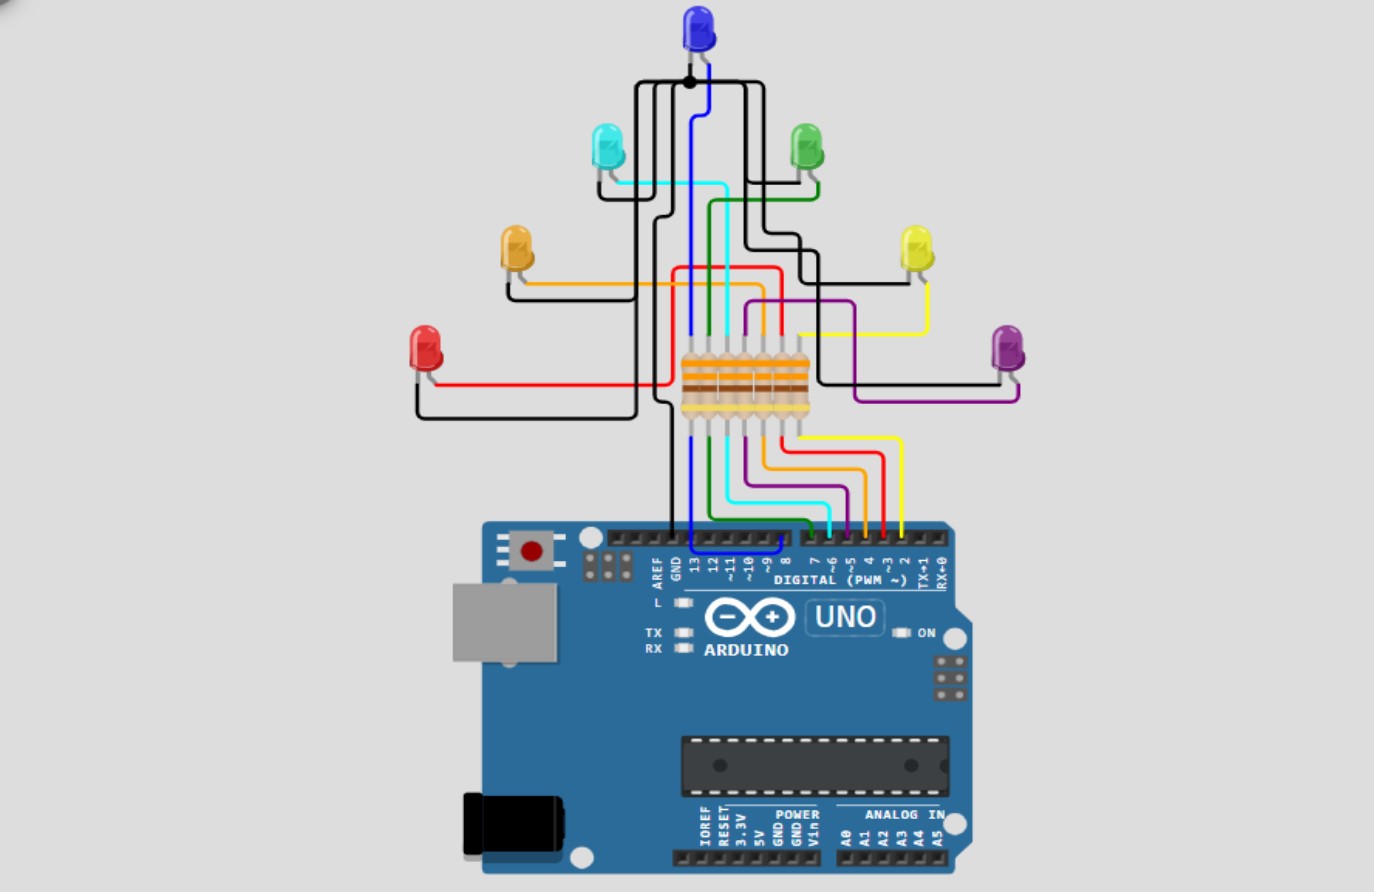 AREF
GND
13
12
~11
~10
~9
8
7
~6
~5
4
~3
2
TX→1
RX←0
DIGITAL (PWM ~)
L
TX
RX
UNO
ON
ARDUINO
IOREF
RESET
3.3V
5V
GND
GND
Vin
POWER
ANALOG IN
A0
A1
A2
A3
A4
A5